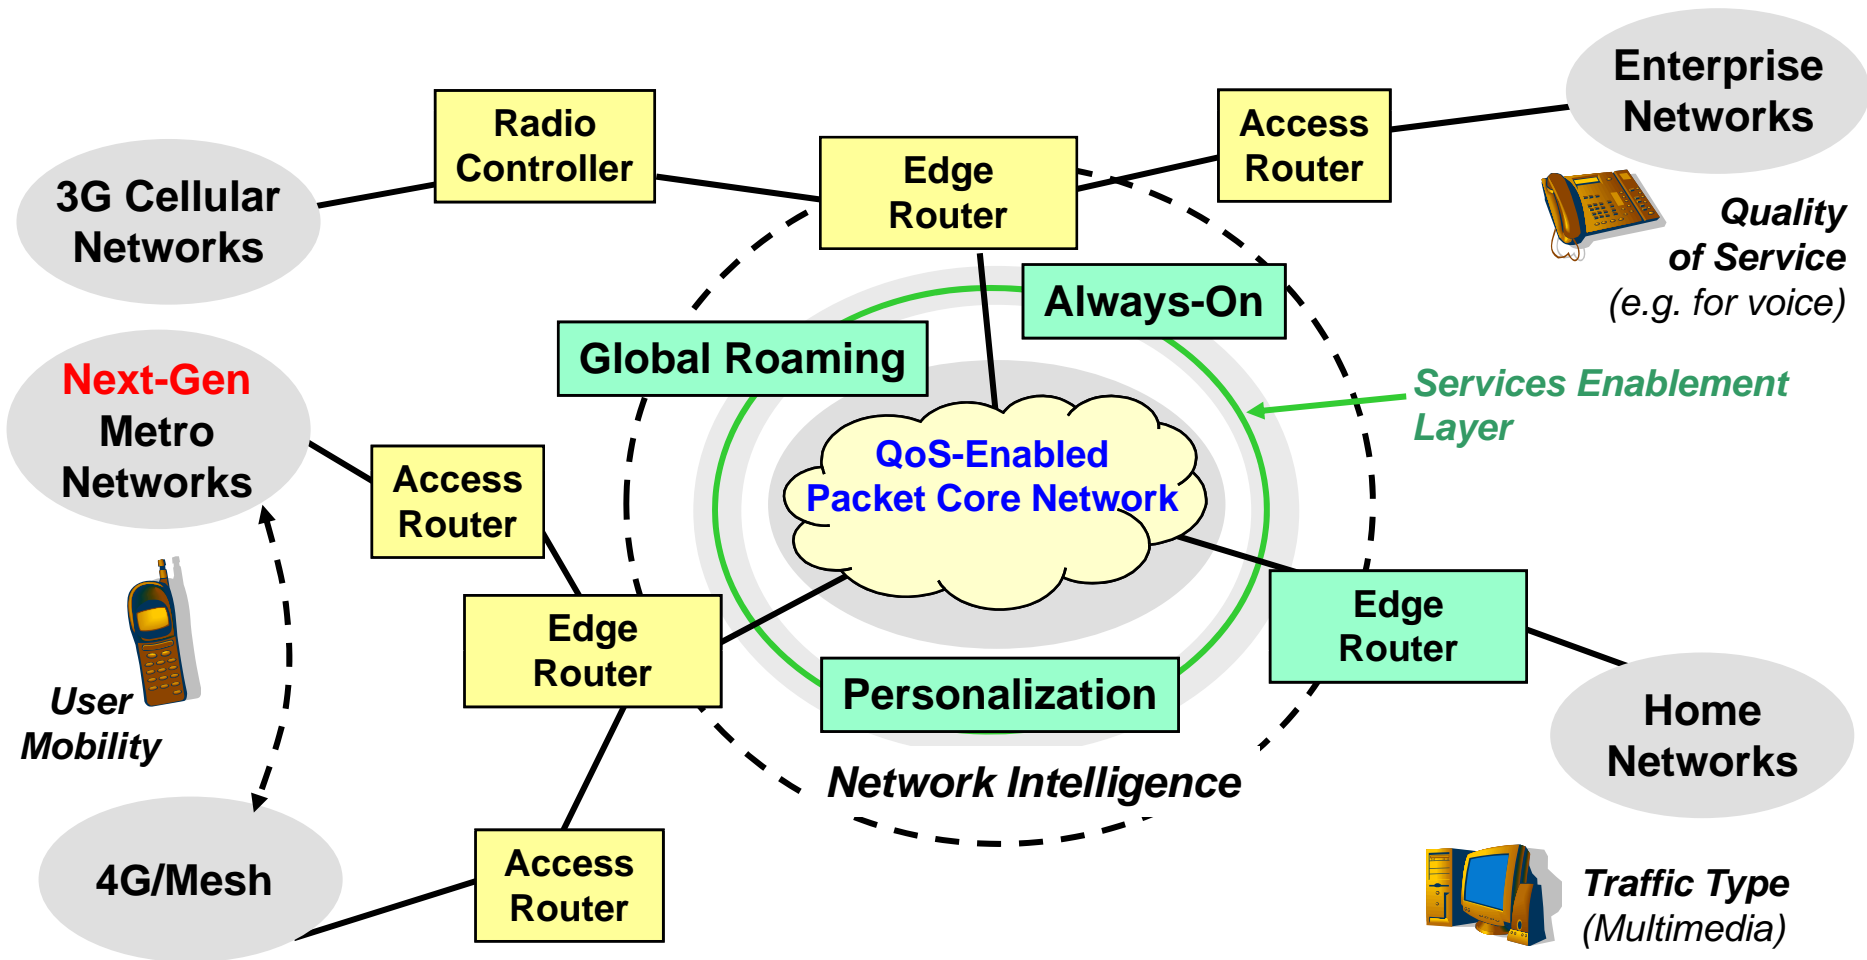 Enterprise
Networks
Radio
Controller
Access
Router
Edge
Router
3G Cellular
Networks
Quality
of Service
(e.g. for voice)
Always-On
Global Roaming
Next-Gen
Metro
Networks
Services Enablement
Layer
QoS-Enabled
Packet Core Network
Access
Router
Edge
Router
Edge
Router
User
Mobility
Personalization
Home
Networks
Network Intelligence
4G/Mesh
Access
Router
Traffic Type
(Multimedia)